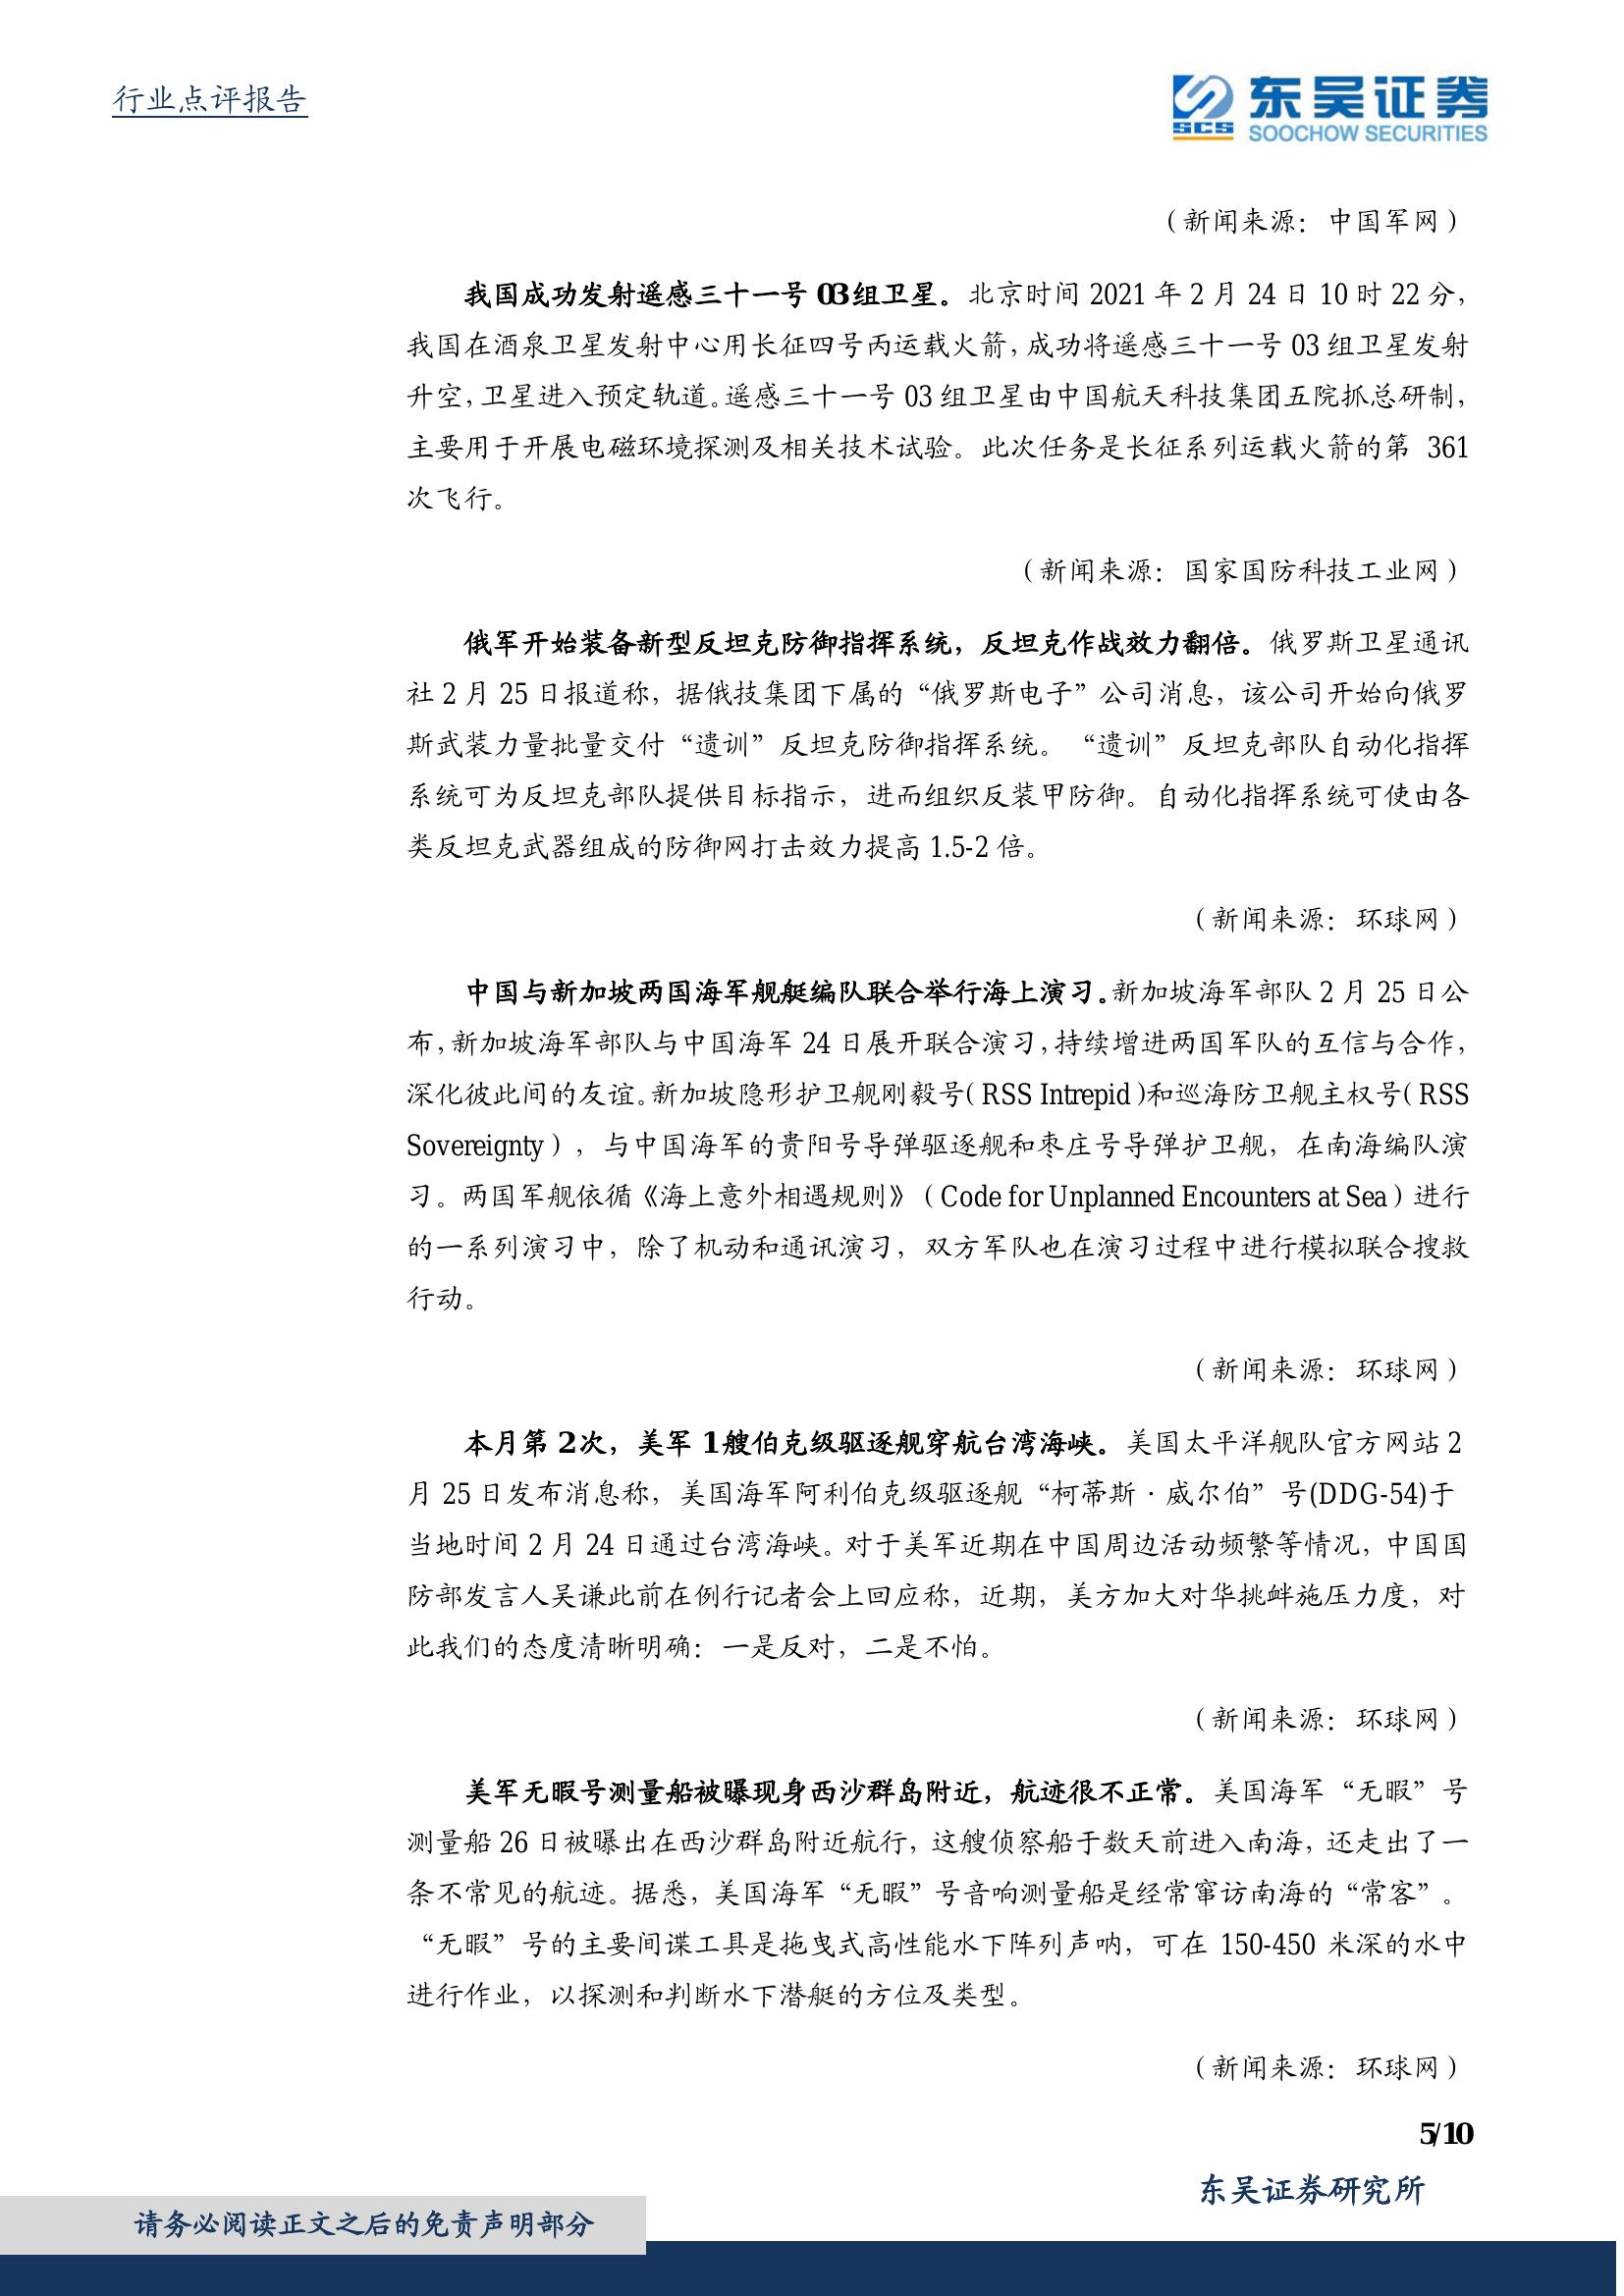 行业点评报告
SCS
东吴证券
SOOCHOW SECURITIES
（新闻来源：中国军网）
我国成功发射遥感三十一号 03 组卫星。北京时间 2021 年 2 月 24 日 10 时 22 分，
我国在酒泉卫星发射中心用长征四号丙运载火箭，成功将遥感三十一号 03 组卫星发射
升空，卫星进入预定轨道。遥感三十一号 03 组卫星由中国航天科技集团五院抓总研制，
主要用于开展电磁环境探测及相关技术试验。此次任务是长征系列运载火箭的第 361
次飞行。
（新闻来源：国家国防科技工业网）
俄军开始装备新型反坦克防御指挥系统，反坦克作战效力翻倍。俄罗斯卫星通讯
社 2 月 25 日报道称，据俄技集团下属的“俄罗斯电子”公司消息，该公司开始向俄罗
斯武装力量批量交付“遗训”反坦克防御指挥系统。“遗训”反坦克部队自动化指挥
系统可为反坦克部队提供目标指示，进而组织反装甲防御。自动化指挥系统可使由各
类反坦克武器组成的防御网打击效力提高 1.5-2 倍。
（新闻来源：环球网）
中国与新加坡两国海军舰艇编队联合举行海上演习。新加坡海军部队 2 月 25 日公
布，新加坡海军部队与中国海军 24 日展开联合演习，持续增进两国军队的互信与合作，
深化彼此间的友谊。新加坡隐形护卫舰刚毅号（RSS Intrepid）和巡海防卫舰主权号（RSS
Sovereignty），与中国海军的贵阳号导弹驱逐舰和枣庄号导弹护卫舰，在南海编队演
习。两国军舰依循《海上意外相遇规则》（Code for Unplanned Encounters at Sea）进行
的一系列演习中，除了机动和通讯演习，双方军队也在演习过程中进行模拟联合搜救
行动。
（新闻来源：环球网）
本月第 2 次，美军 1 艘伯克级驱逐舰穿航台湾海峡。美国太平洋舰队官方网站 2
月 25 日发布消息称，美国海军阿利伯克级驱逐舰“柯蒂斯·威尔伯”号(DDG-54)于
当地时间 2 月 24 日通过台湾海峡。对于美军近期在中国周边活动频繁等情况，中国国
防部发言人吴谦此前在例行记者会上回应称，近期，美方加大对华挑衅施压力度，对
此我们的态度清晰明确：一是反对，二是不怕。
（新闻来源：环球网）
美军无暇号测量船被曝现身西沙群岛附近，航迹很不正常。美国海军“无暇”号
测量船 26 日被曝出在西沙群岛附近航行，这艘侦察船于数天前进入南海，还走出了一
条不常见的航迹。据悉，美国海军“无暇”号音响测量船是经常窜访南海的“常客”。
“无暇”号的主要间谍工具是拖曳式高性能水下阵列声呐，可在 150-450 米深的水中
进行作业，以探测和判断水下潜艇的方位及类型。
（新闻来源：环球网）
5/10
东吴证券研究所
请务必阅读正文之后的免责声明部分